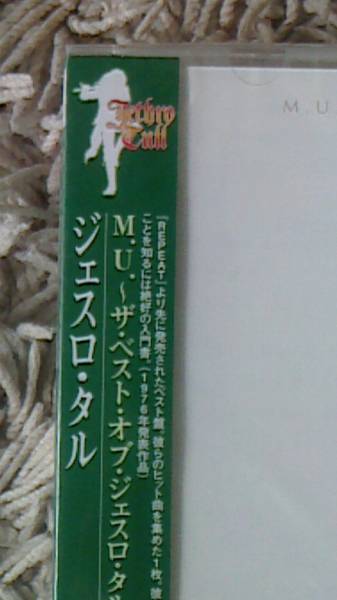 Jethro
Tull
M.U
『REPEAT』より先に発売されたベスト盤。彼らのヒット曲を集めた1枚。彼
ことを知るには絶好の入門書。(1976年発表作品)
M.U.～ザ・ベスト・オブ・ジェスロ・タル
ジェスロ・タル